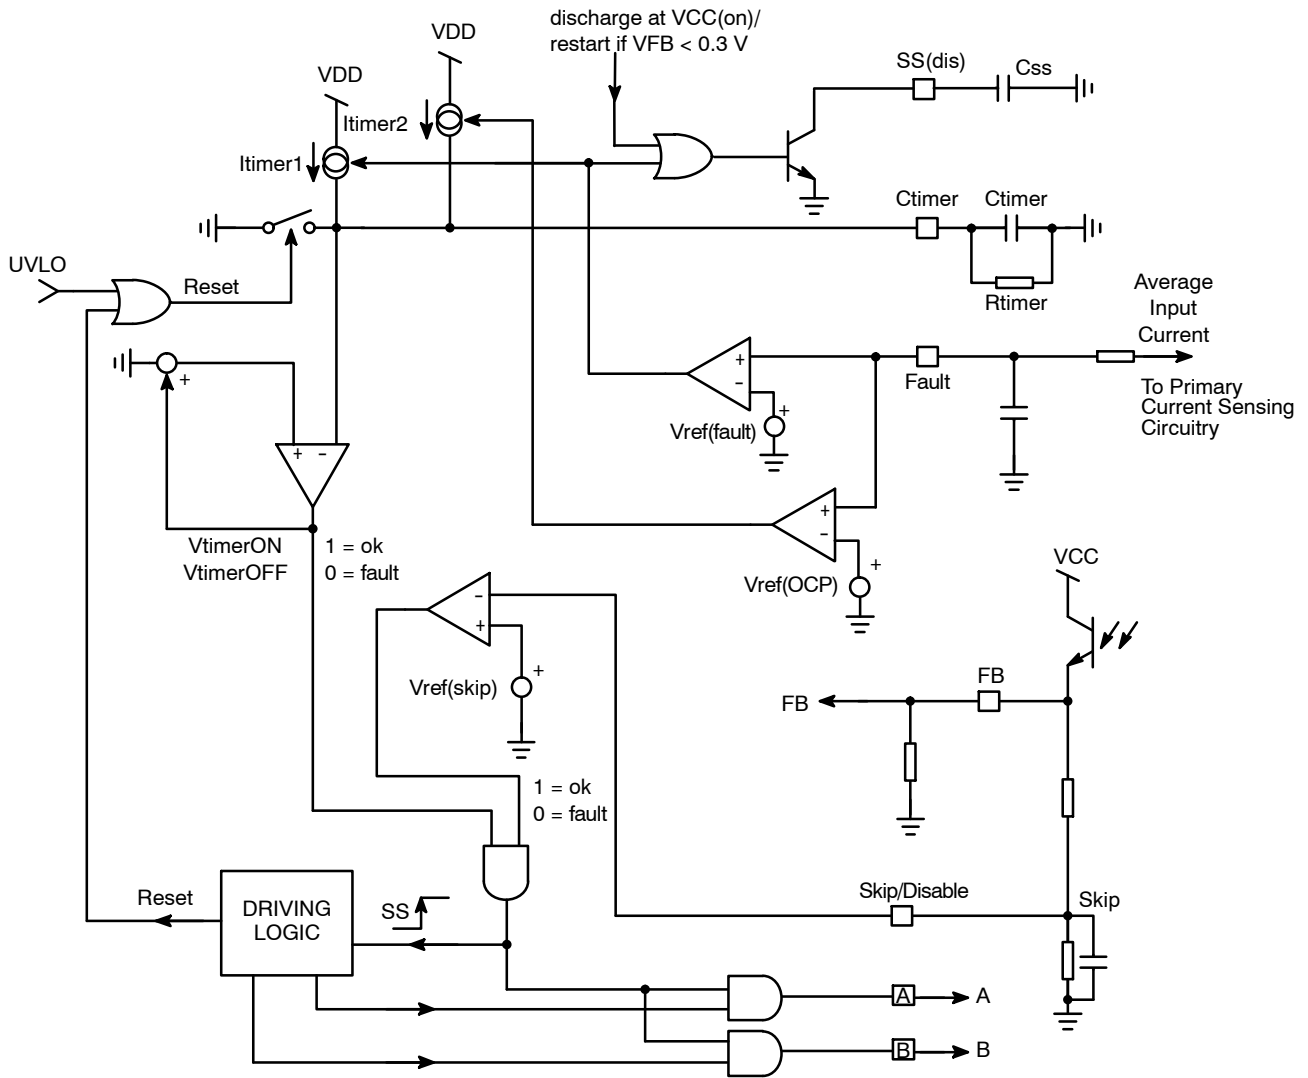 discharge at VCC(on)/
restart if VFB < 0.3 V
VDD
VDD
SS(dis)
Css
Itimer2
Itimer1
Ctimer
Ctimer
Rtimer
UVLO
Reset
Average
Input
Current
+
+
−
Fault
To Primary
Current Sensing
Circuitry
+
Vref(fault)
+ −
+
−
VtimerON
VtimerOFF
1 = ok
0 = fault
+
Vref(OCP)
VCC
−
+
+
Vref(skip)
FB
FB
1 = ok
0 = fault
Skip/Disable
Skip
Reset
DRIVING
LOGIC
SS
A
A
B
B